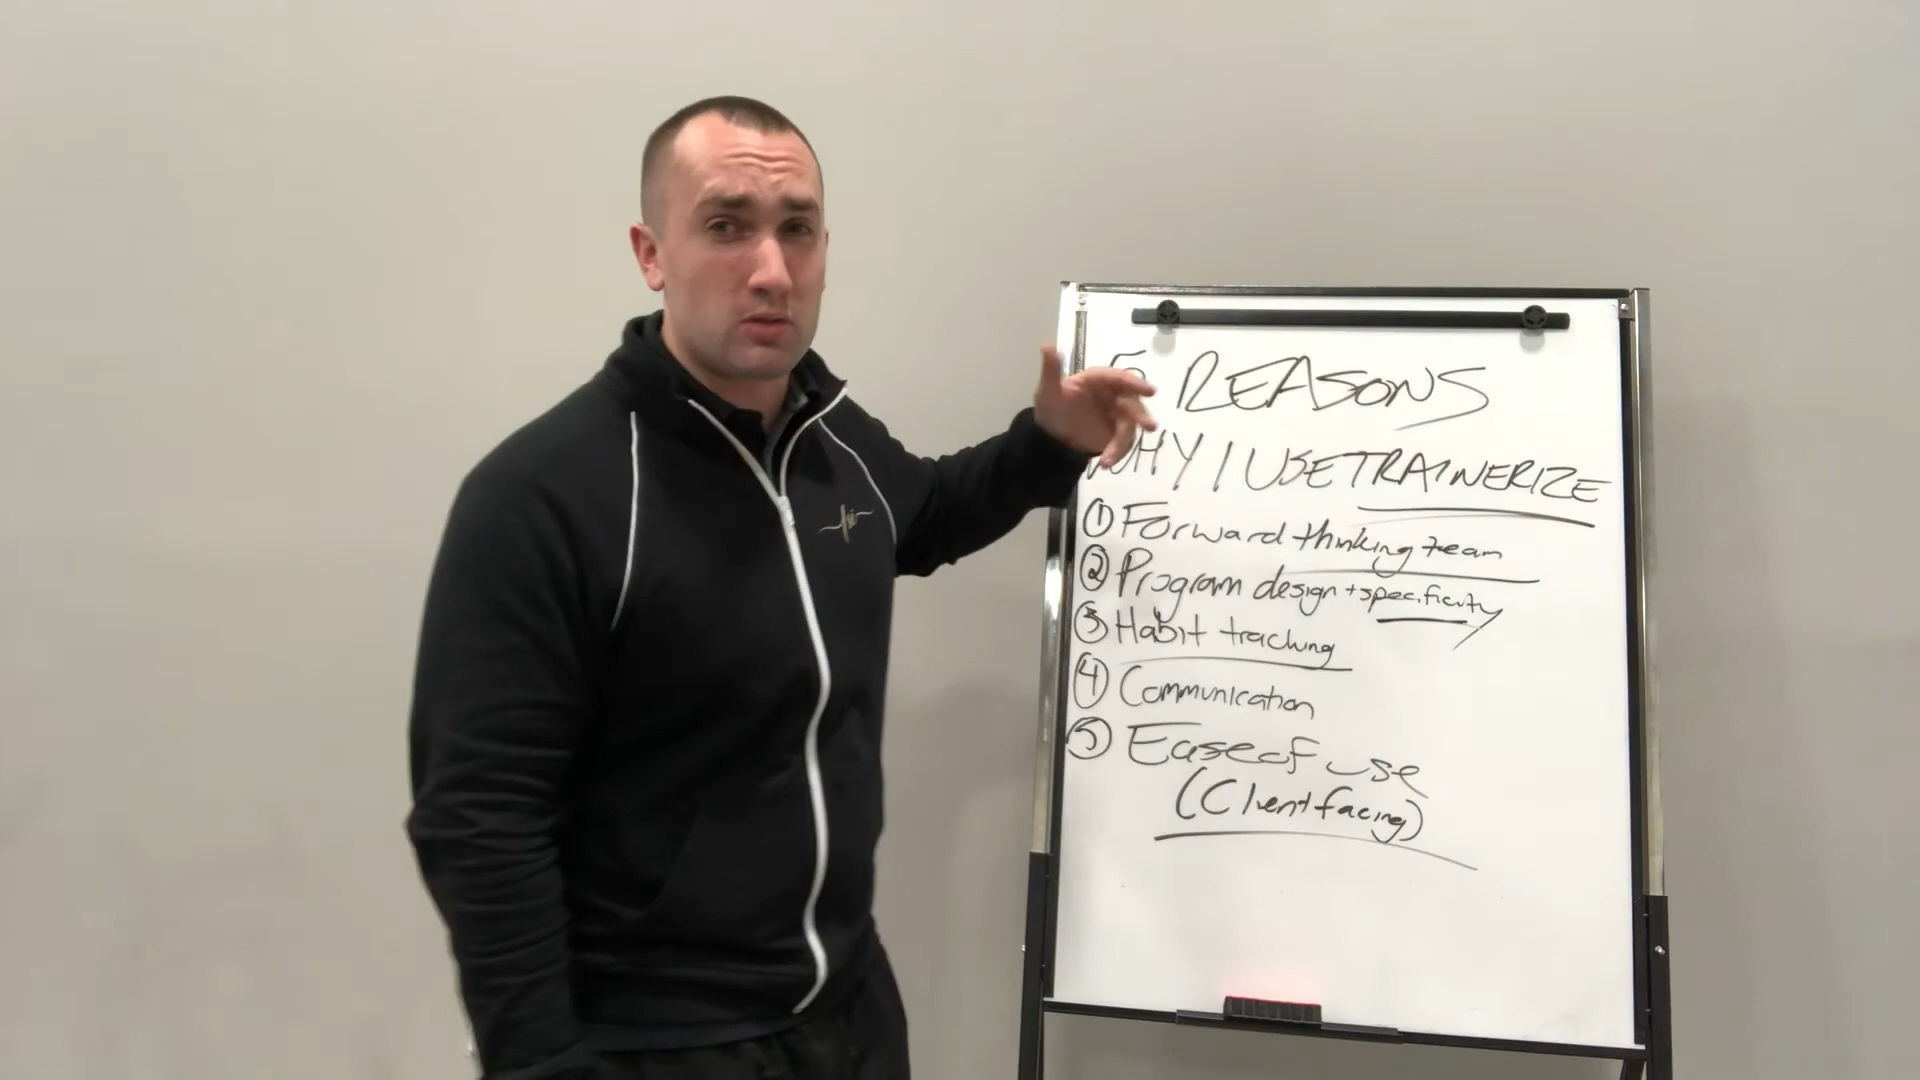 5 REASONS
WHY I USE TRAINERIZE
① Forward thinking team
② Program design + specificity
③ Habit tracking
④ Communication
⑤ Ease of use
(Client facing)